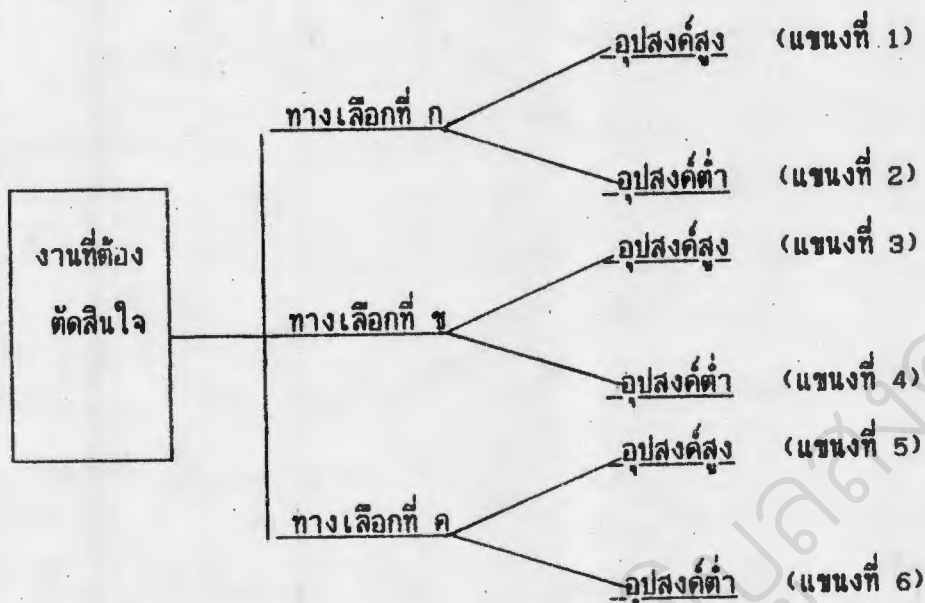 อุปสงค์สูง (แขนงที่ 1)
ทางเลือกที่ ก
อุปสงค์ต่ำ (แขนงที่ 2)
งานที่ต้อง
ตัดสินใจ
อุปสงค์สูง (แขนงที่ 3)
ทางเลือกที่ ข
อุปสงค์ต่ำ (แขนงที่ 4)
อุปสงค์สูง (แขนงที่ 5)
ทางเลือกที่ ค
อุปสงค์ต่ำ (แขนงที่ 6)